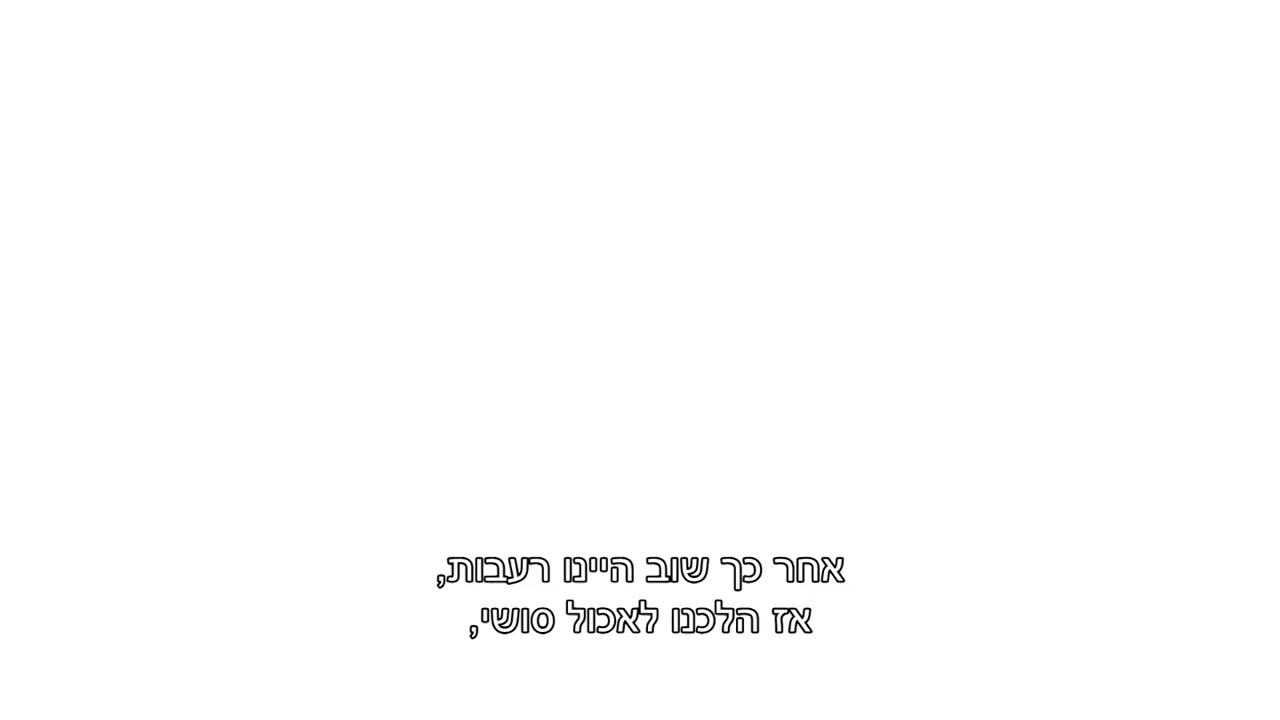 אחר כך שוב היינו רעבות,
אז הלכנו לאכול סושי,